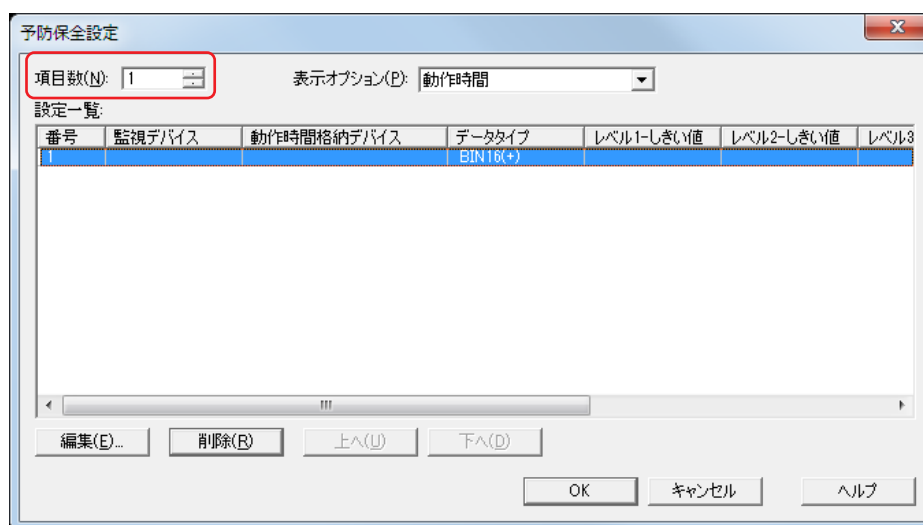 予防保全設定
項目数(N): 1 表示オプション(P): 動作時間
設定一覧:
番号 監視デバイス 動作時間格納デバイス データタイプ レベル1-しきい値 レベル2-しきい値 レベル3
1 BIN16(+)
編集(E)... 削除(R) 上へ(U) 下へ(D)
OK キャンセル ヘルプ